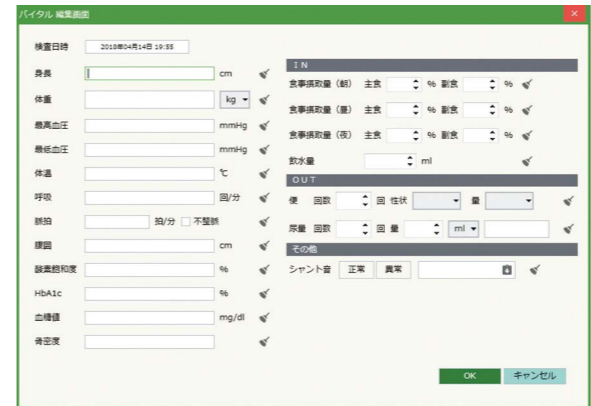 バイタル 編集画面
検査日時 2018年04月14日 19:55
身長 cm
体重 kg
最高血圧 mmHg
最低血圧 mmHg
体温 ℃
呼吸 回/分
脈拍 拍/分 不整脈
腹囲 cm
酸素飽和度 %
HbA1c %
血糖値 mg/dl
骨密度
IN
食事摂取量（朝） 主食 % 副食 %
食事摂取量（昼） 主食 % 副食 %
食事摂取量（夜） 主食 % 副食 %
飲水量 ml
OUT
便 回数 回 性状 量
尿量 回数 回 量 ml
その他
シャント音 正常 異常
OK キャンセル